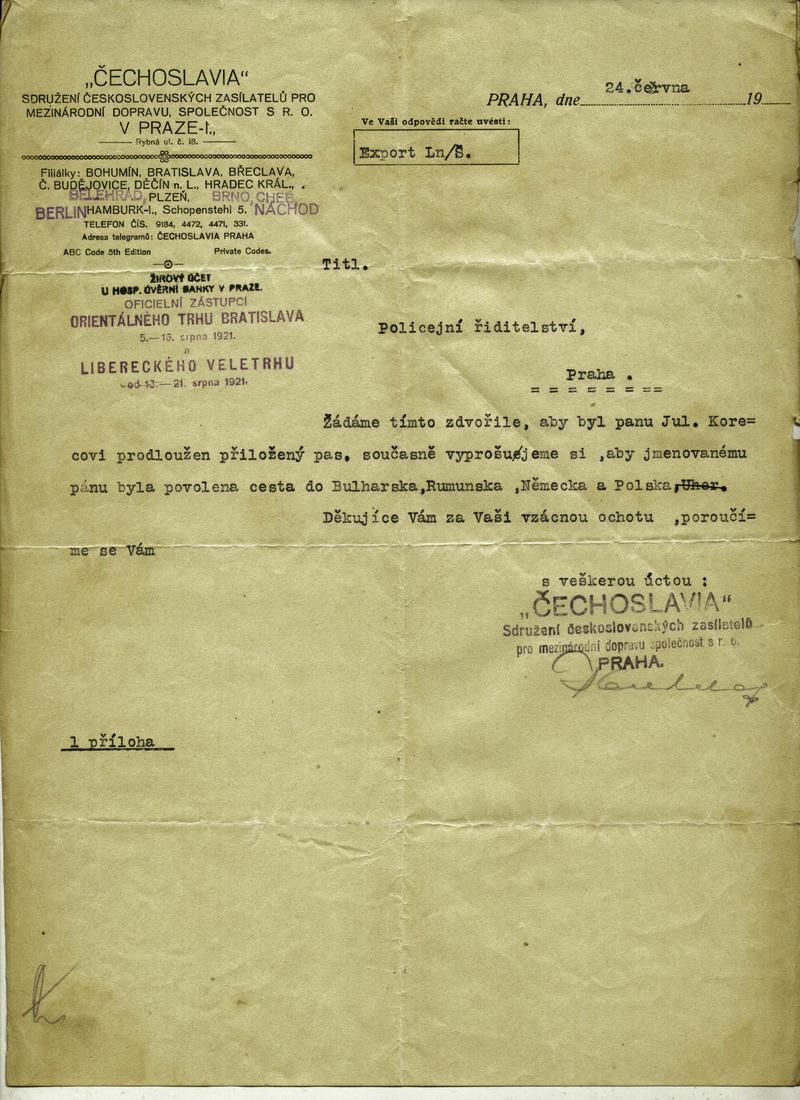 „ČECHOSLAVIA“
SDRUŽENÍ ČESKOSLOVENSKÝCH ZASÍLATELŮ PRO
MEZINÁRODNÍ DOPRAVU, SPOLEČNOST S R. O.
V PRAZE-I.,
Rybná ul. č. 18.
Filiálky: BOHUMÍN, BRATISLAVA, BŘECLAVA,
Č. BUDĚJOVICE, DĚČÍN n. L., HRADEC KRÁL., .
BĚLEHRAD, PLZEŇ, BRNO, CHEB,
BERLIN HAMBURK-I., Schopenstehl 5. NÁCHOD
TELEFON ČÍS. 9184, 4472, 4471, 331.
Adresa telegramů: ČECHOSLAVIA PRAHA
ABC Code 5th Edition Private Codes.
ŽIROVÝ ÚČET
U HOSP. ÚVĚRNÍ BANKY V PRAZE.
OFICIELNÍ ZÁSTUPCI
ORIENTÁLNÉHO TRHU BRATISLAVA
5.—13. srpna 1921.
a
LIBERECKÉHO VELETRHU
od 13.—21. srpna 1921.
PRAHA, dne 24. června 19
Ve Vaší odpovědi račte uvésti:
Export Ln/Š.
Titl.
Policejní řiditelství,
Praha .
= = = = = = ==
Žádáme tímto zdvořile, aby byl panu Jul. Kore=
covi prodloužen přiložený pas, současně vyprošujeme si ,aby jmenovanému
pánu byla povolena cesta do Bulharska,Rumunska ,Německa a Polska,Uher.
Děkujíce Vám za Vaši vzácnou ochotu ,poroučí=
me se Vám
s veškerou úctou :
„ČECHOSLAVIA“
Sdružení československých zasílatelů
pro mezinárodní dopravu společnost s r. o.
PRAHA.
1 příloha